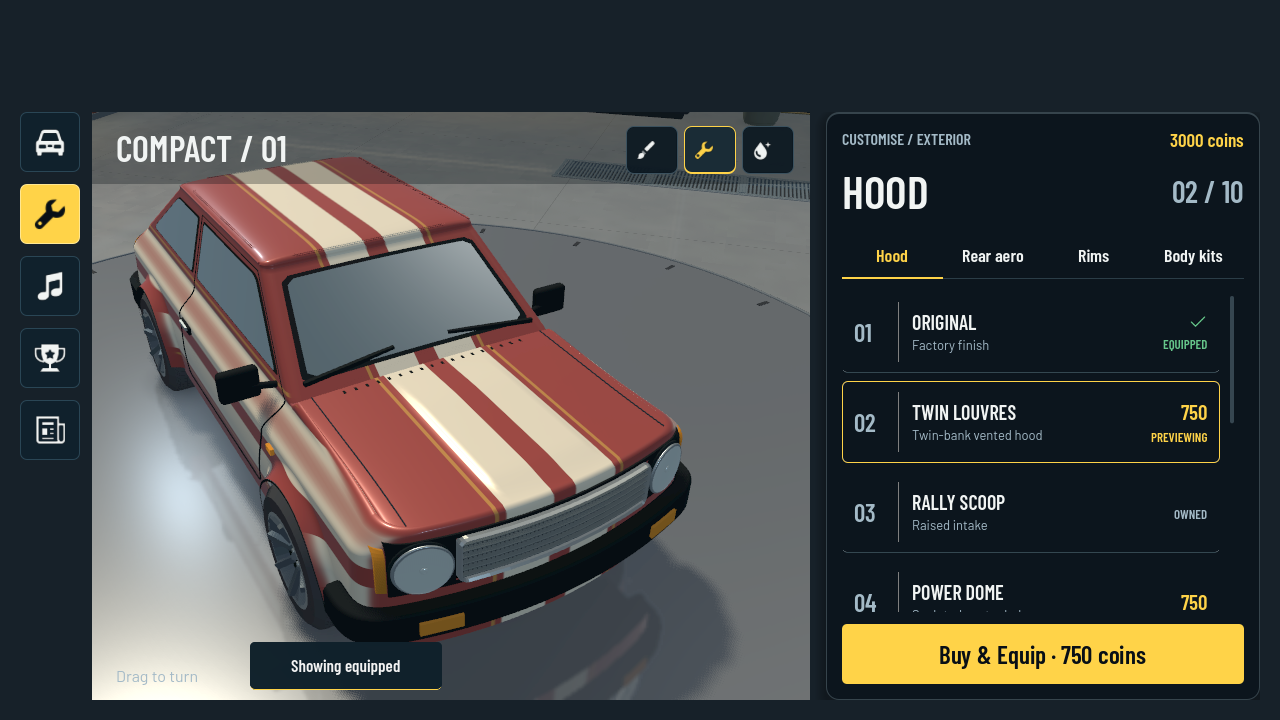 COMPACT / 01
CUSTOMISE / EXTERIOR
3000 coins
HOOD
02 / 10
Hood
Rear aero
Rims
Body kits
01
ORIGINAL
Factory finish
EQUIPPED
02
TWIN LOUVRES
Twin-bank vented hood
750
PREVIEWING
03
RALLY SCOOP
Raised intake
OWNED
04
POWER DOME
750
Buy & Equip · 750 coins
Showing equipped
Drag to turn